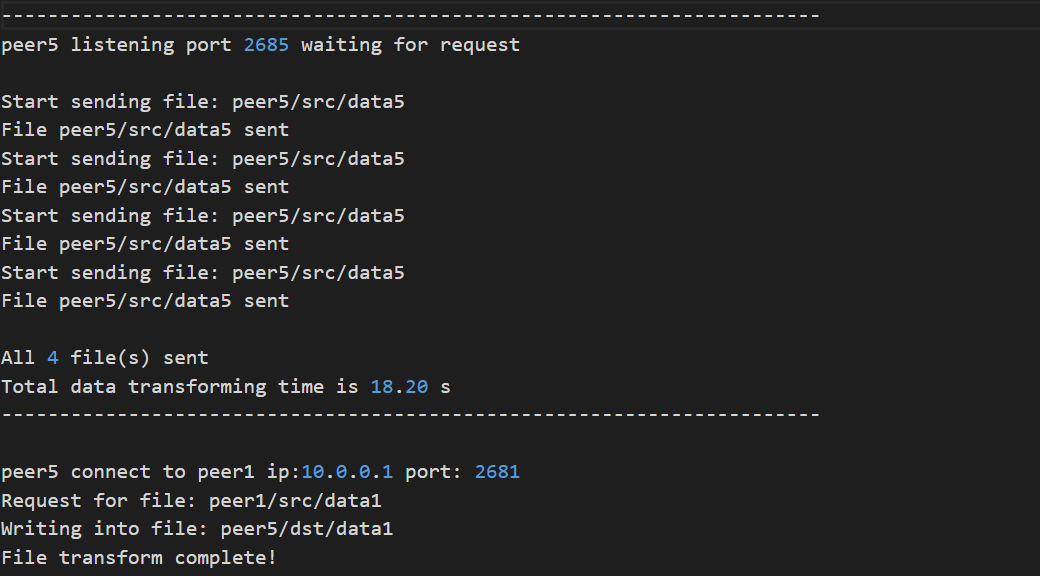 -----------------------------------------------------------------------
peer5 listening port 2685 waiting for request
Start sending file: peer5/src/data5
File peer5/src/data5 sent
Start sending file: peer5/src/data5
File peer5/src/data5 sent
Start sending file: peer5/src/data5
File peer5/src/data5 sent
Start sending file: peer5/src/data5
File peer5/src/data5 sent
All 4 file(s) sent
Total data transforming time is 18.20 s
-----------------------------------------------------------------------
peer5 connect to peer1 ip:10.0.0.1 port: 2681
Request for file: peer1/src/data1
Writing into file: peer5/dst/data1
File transform complete!